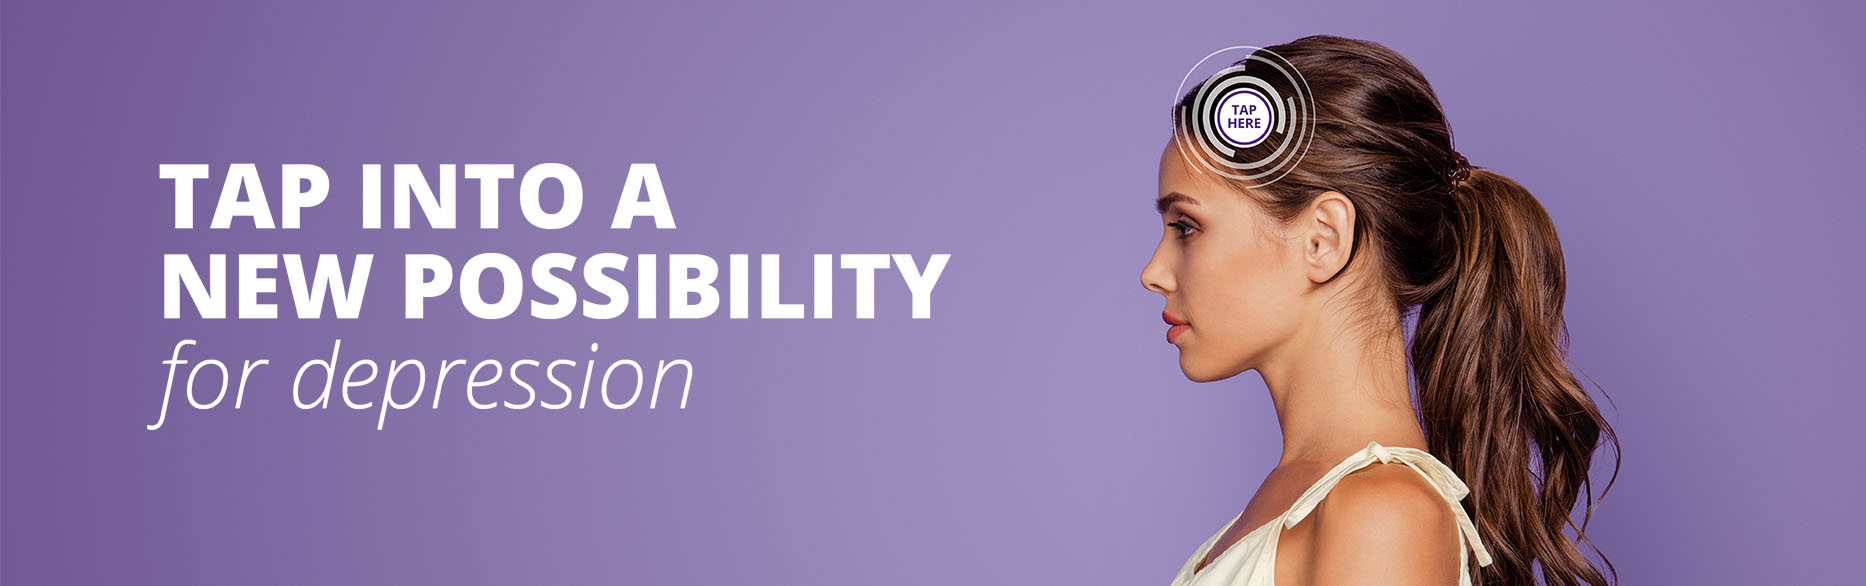 TAP INTO A
NEW POSSIBILITY
for depression
TAP
HERE